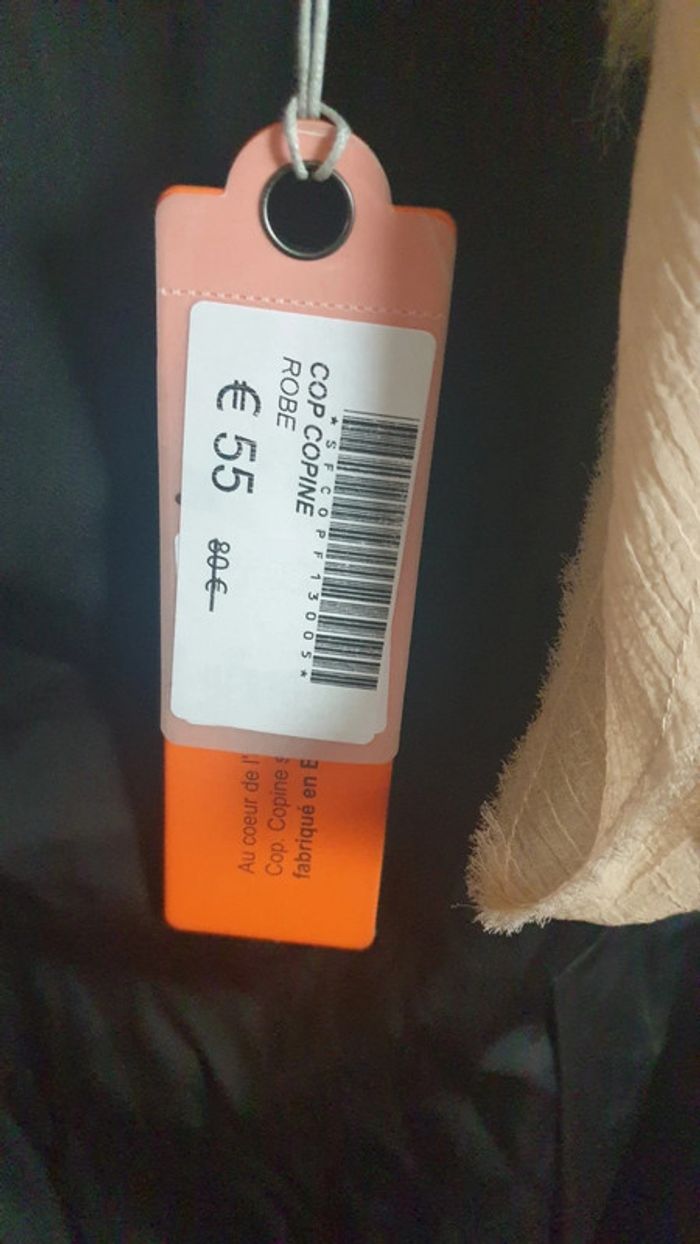 *SFCOPF13005*
COP COPINE
ROBE
€ 55 80 €
Au coeur de l'
Cop. Copine s
fabriqué en E